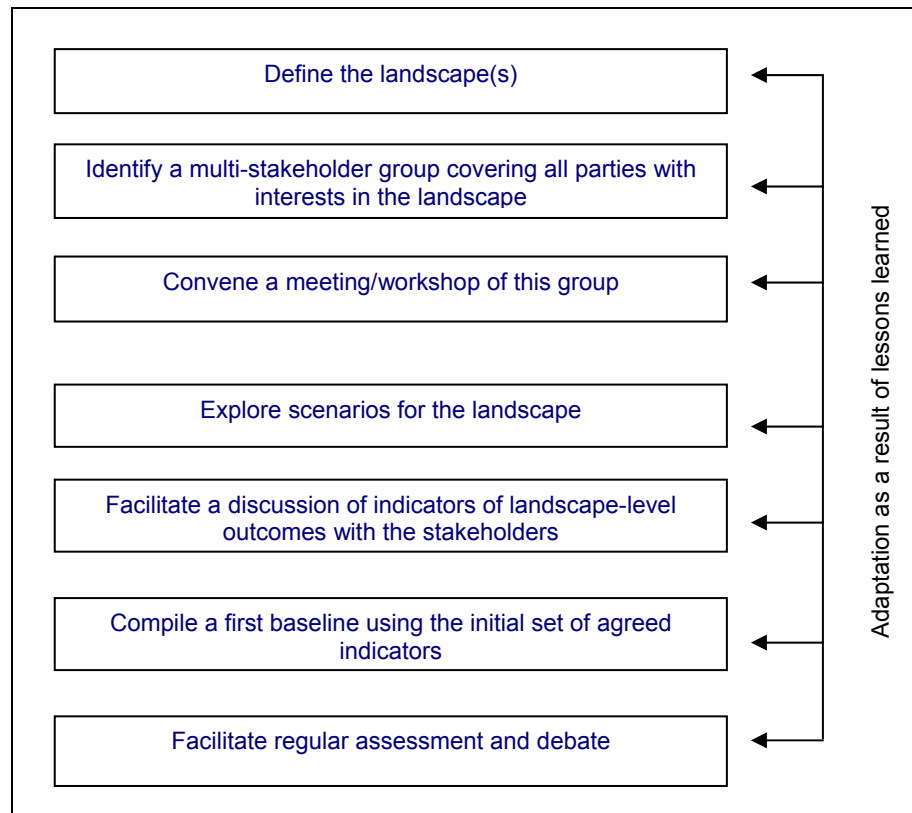 Define the landscape(s)
Identify a multi-stakeholder group covering all parties with
interests in the landscape
Convene a meeting/workshop of this group
Explore scenarios for the landscape
Facilitate a discussion of indicators of landscape-level
outcomes with the stakeholders
Compile a first baseline using the initial set of agreed
indicators
Facilitate regular assessment and debate
Adaptation as a result of lessons learned